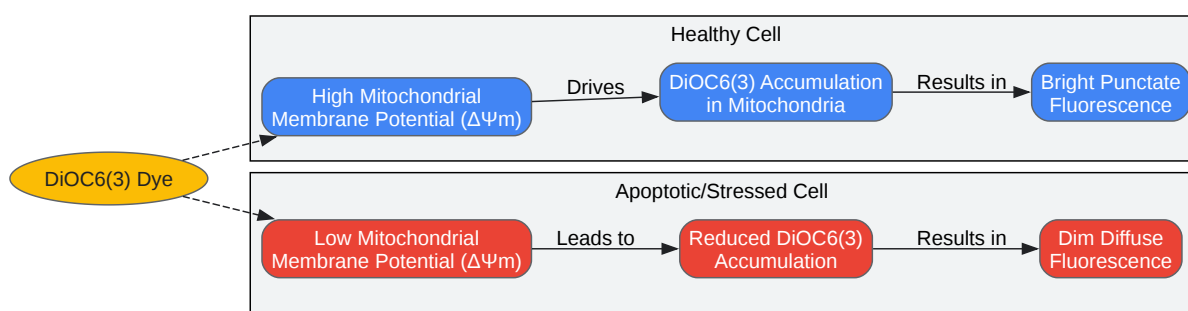 Healthy Cell
High Mitochondrial
Membrane Potential (ΔΨm)
Drives
DiOC6(3) Accumulation
in Mitochondria
Results in
Bright Punctate
Fluorescence
DiOC6(3) Dye
Apoptotic/Stressed Cell
Low Mitochondrial
Membrane Potential (ΔΨm)
Leads to
Reduced DiOC6(3)
Accumulation
Results in
Dim Diffuse
Fluorescence